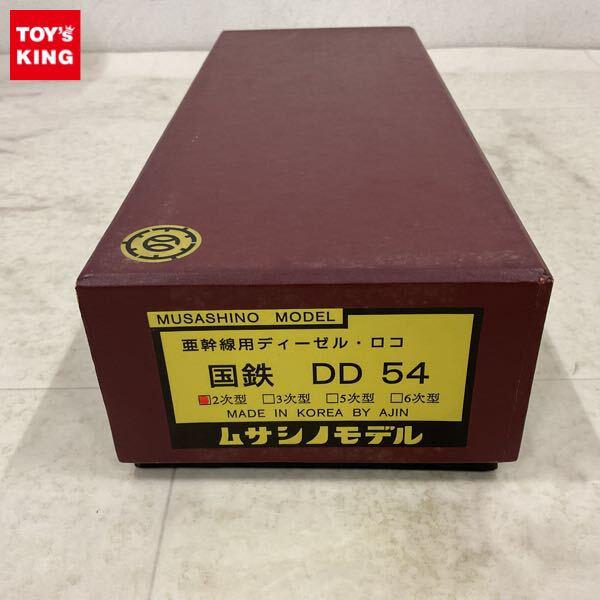 TOY's
KING
MUSASHINO MODEL
亜幹線用ディーゼル・ロコ
国鉄 DD 54
■2次型 □3次型 □5次型 □6次型
MADE IN KOREA BY AJIN
ムサシノモデル